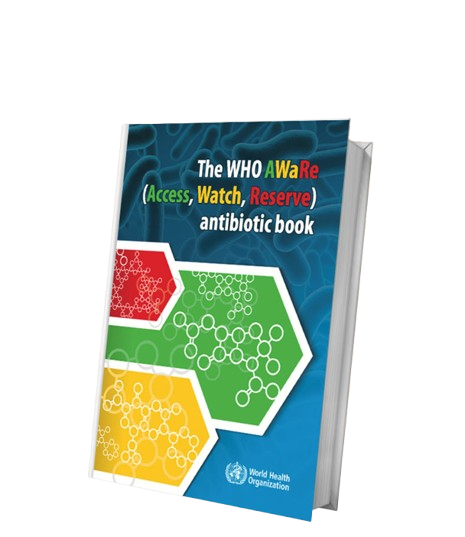 The WHO AWaRe
(Access, Watch, Reserve)
antibiotic book
World Health
Organization